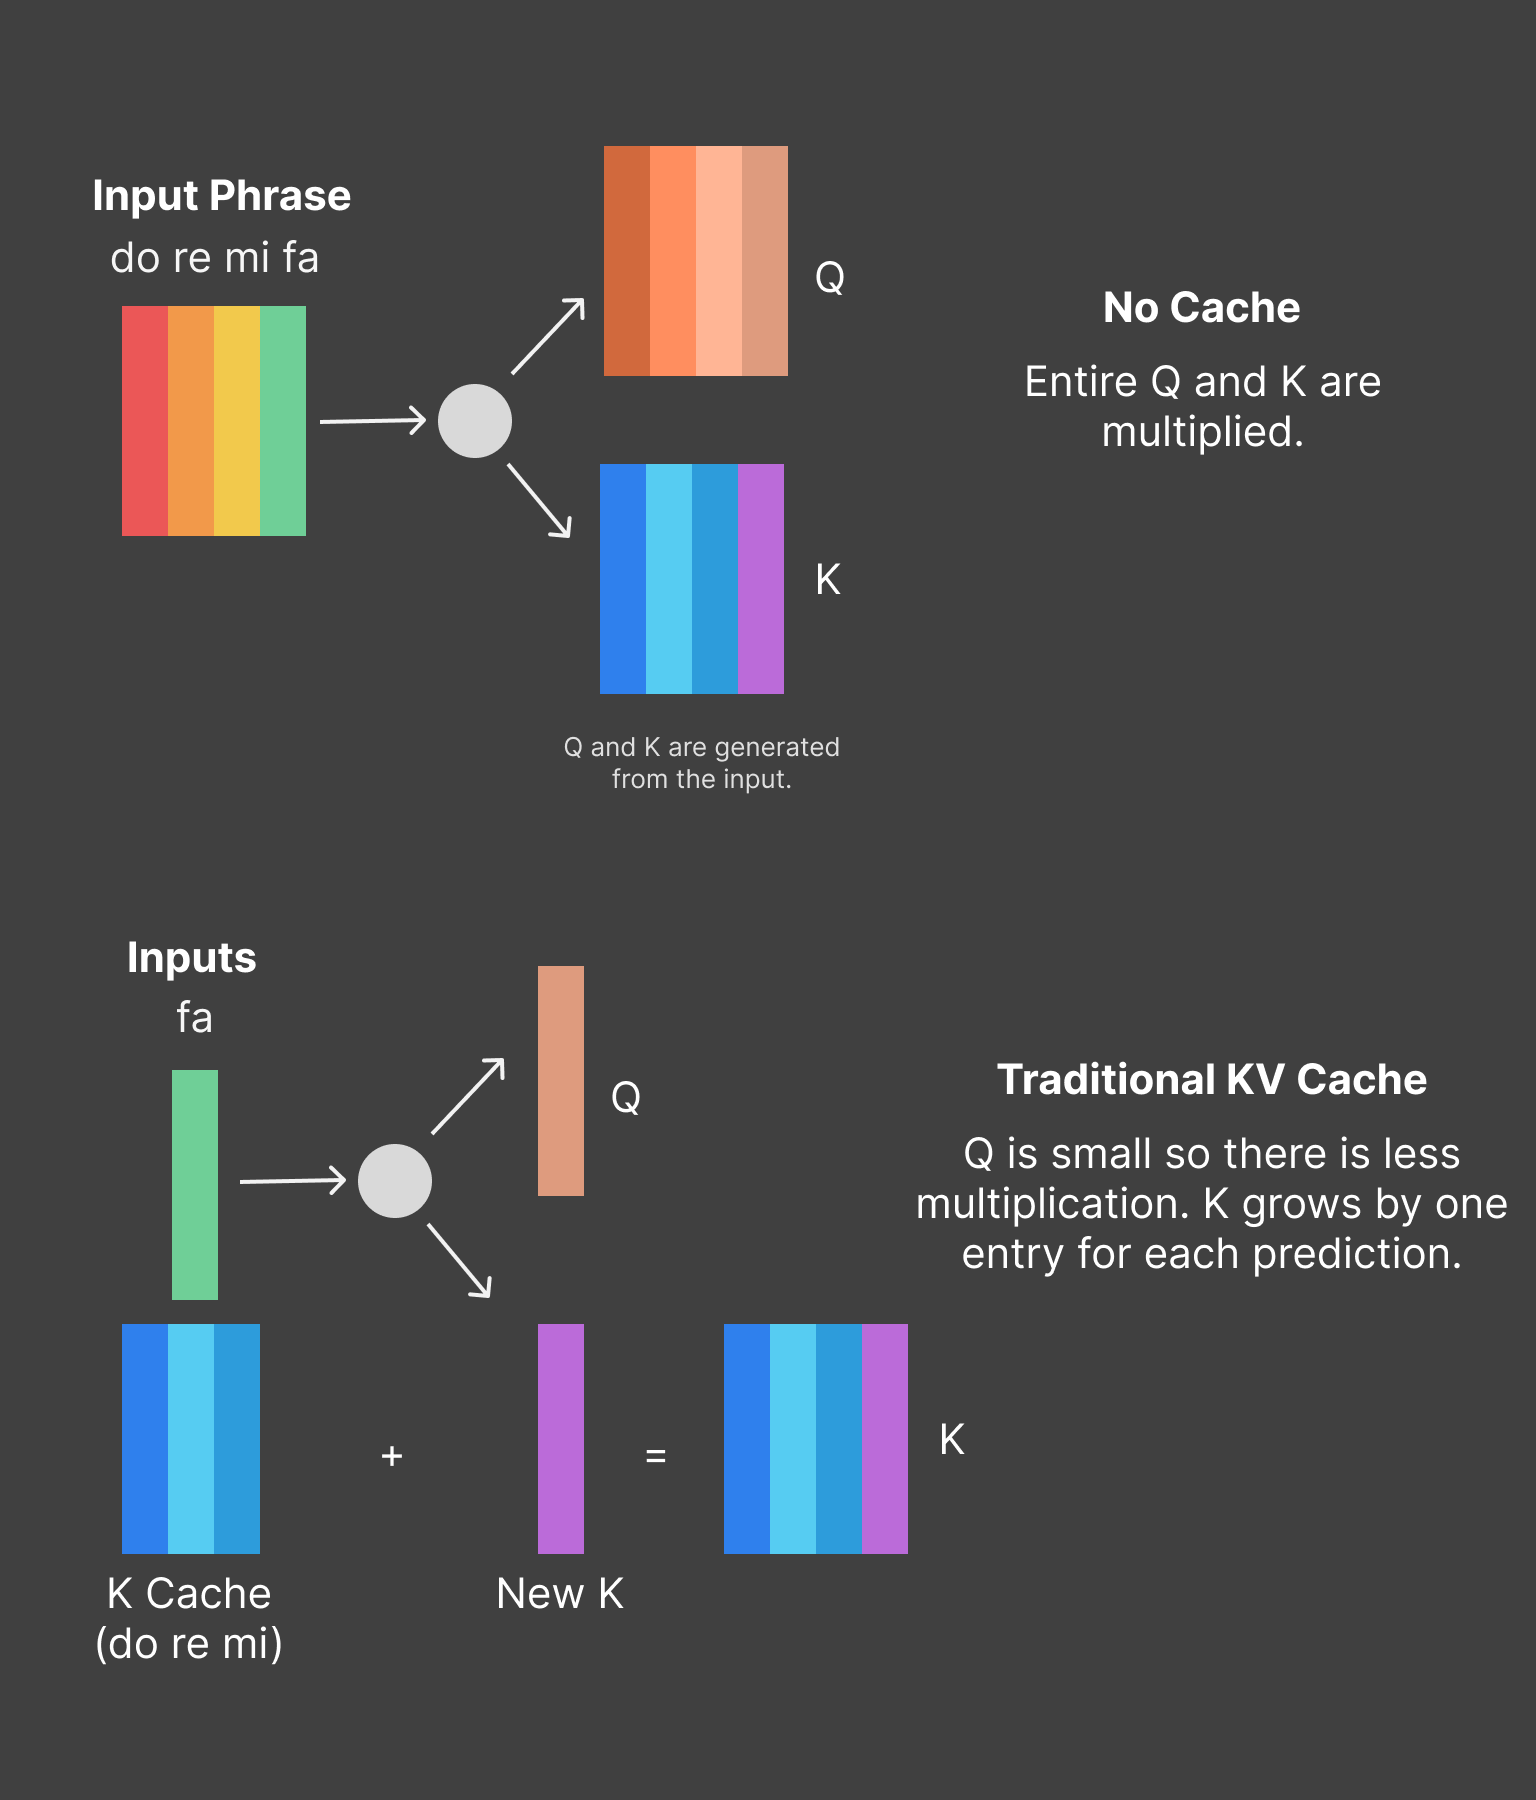 Input Phrase
do re mi fa
Q
No Cache
Entire Q and K are
multiplied.
K
Q and K are generated
from the input.
Inputs
fa
Q
Traditional KV Cache
Q is small so there is less
multiplication. K grows by one
entry for each prediction.
+
=
K
K Cache
(do re mi)
New K